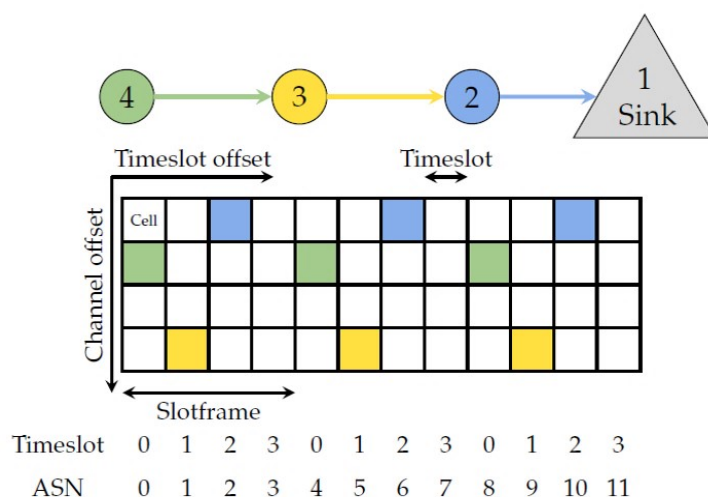 4 3 2 1
Sink
Timeslot offset Timeslot
Channel offset
Cell
Slotframe
Timeslot 0 1 2 3 0 1 2 3 0 1 2 3
ASN 0 1 2 3 4 5 6 7 8 9 10 11